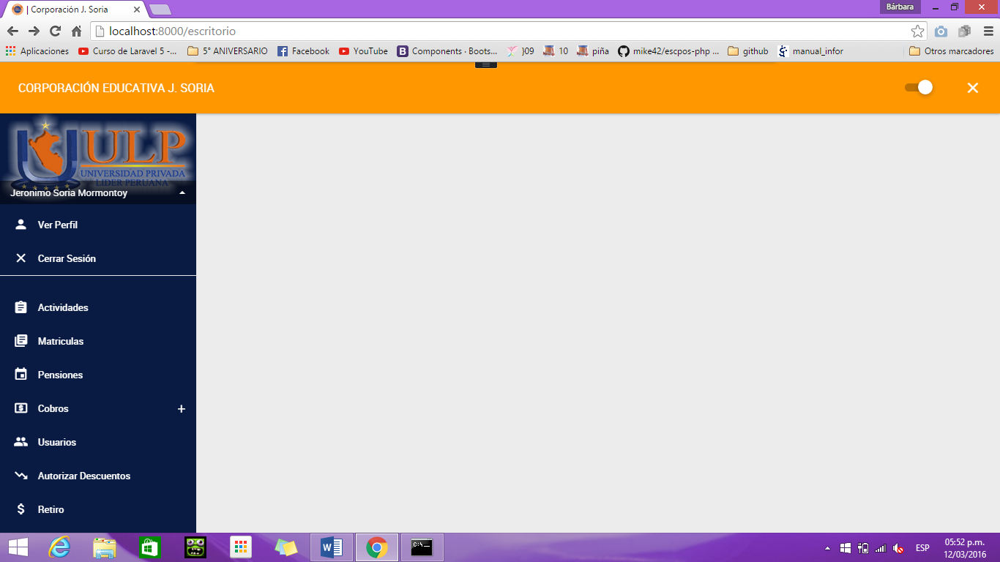 | Corporación J. Soria
Bárbara
localhost:8000/escritorio
Aplicaciones Curso de Laravel 5 -... 5° ANIVERSARIO Facebook YouTube Components · Boots... )09 10 piña mike42/escpos-php ... github manual_infor Otros marcadores
CORPORACIÓN EDUCATIVA J. SORIA
ULP
UNIVERSIDAD PRIVADA
LIDER PERUANA
Jeronimo Soria Mormontoy
Ver Perfil
Cerrar Sesión
Actividades
Matriculas
Pensiones
Cobros +
Usuarios
Autorizar Descuentos
Retiro
ESP
05:52 p.m.
12/03/2016